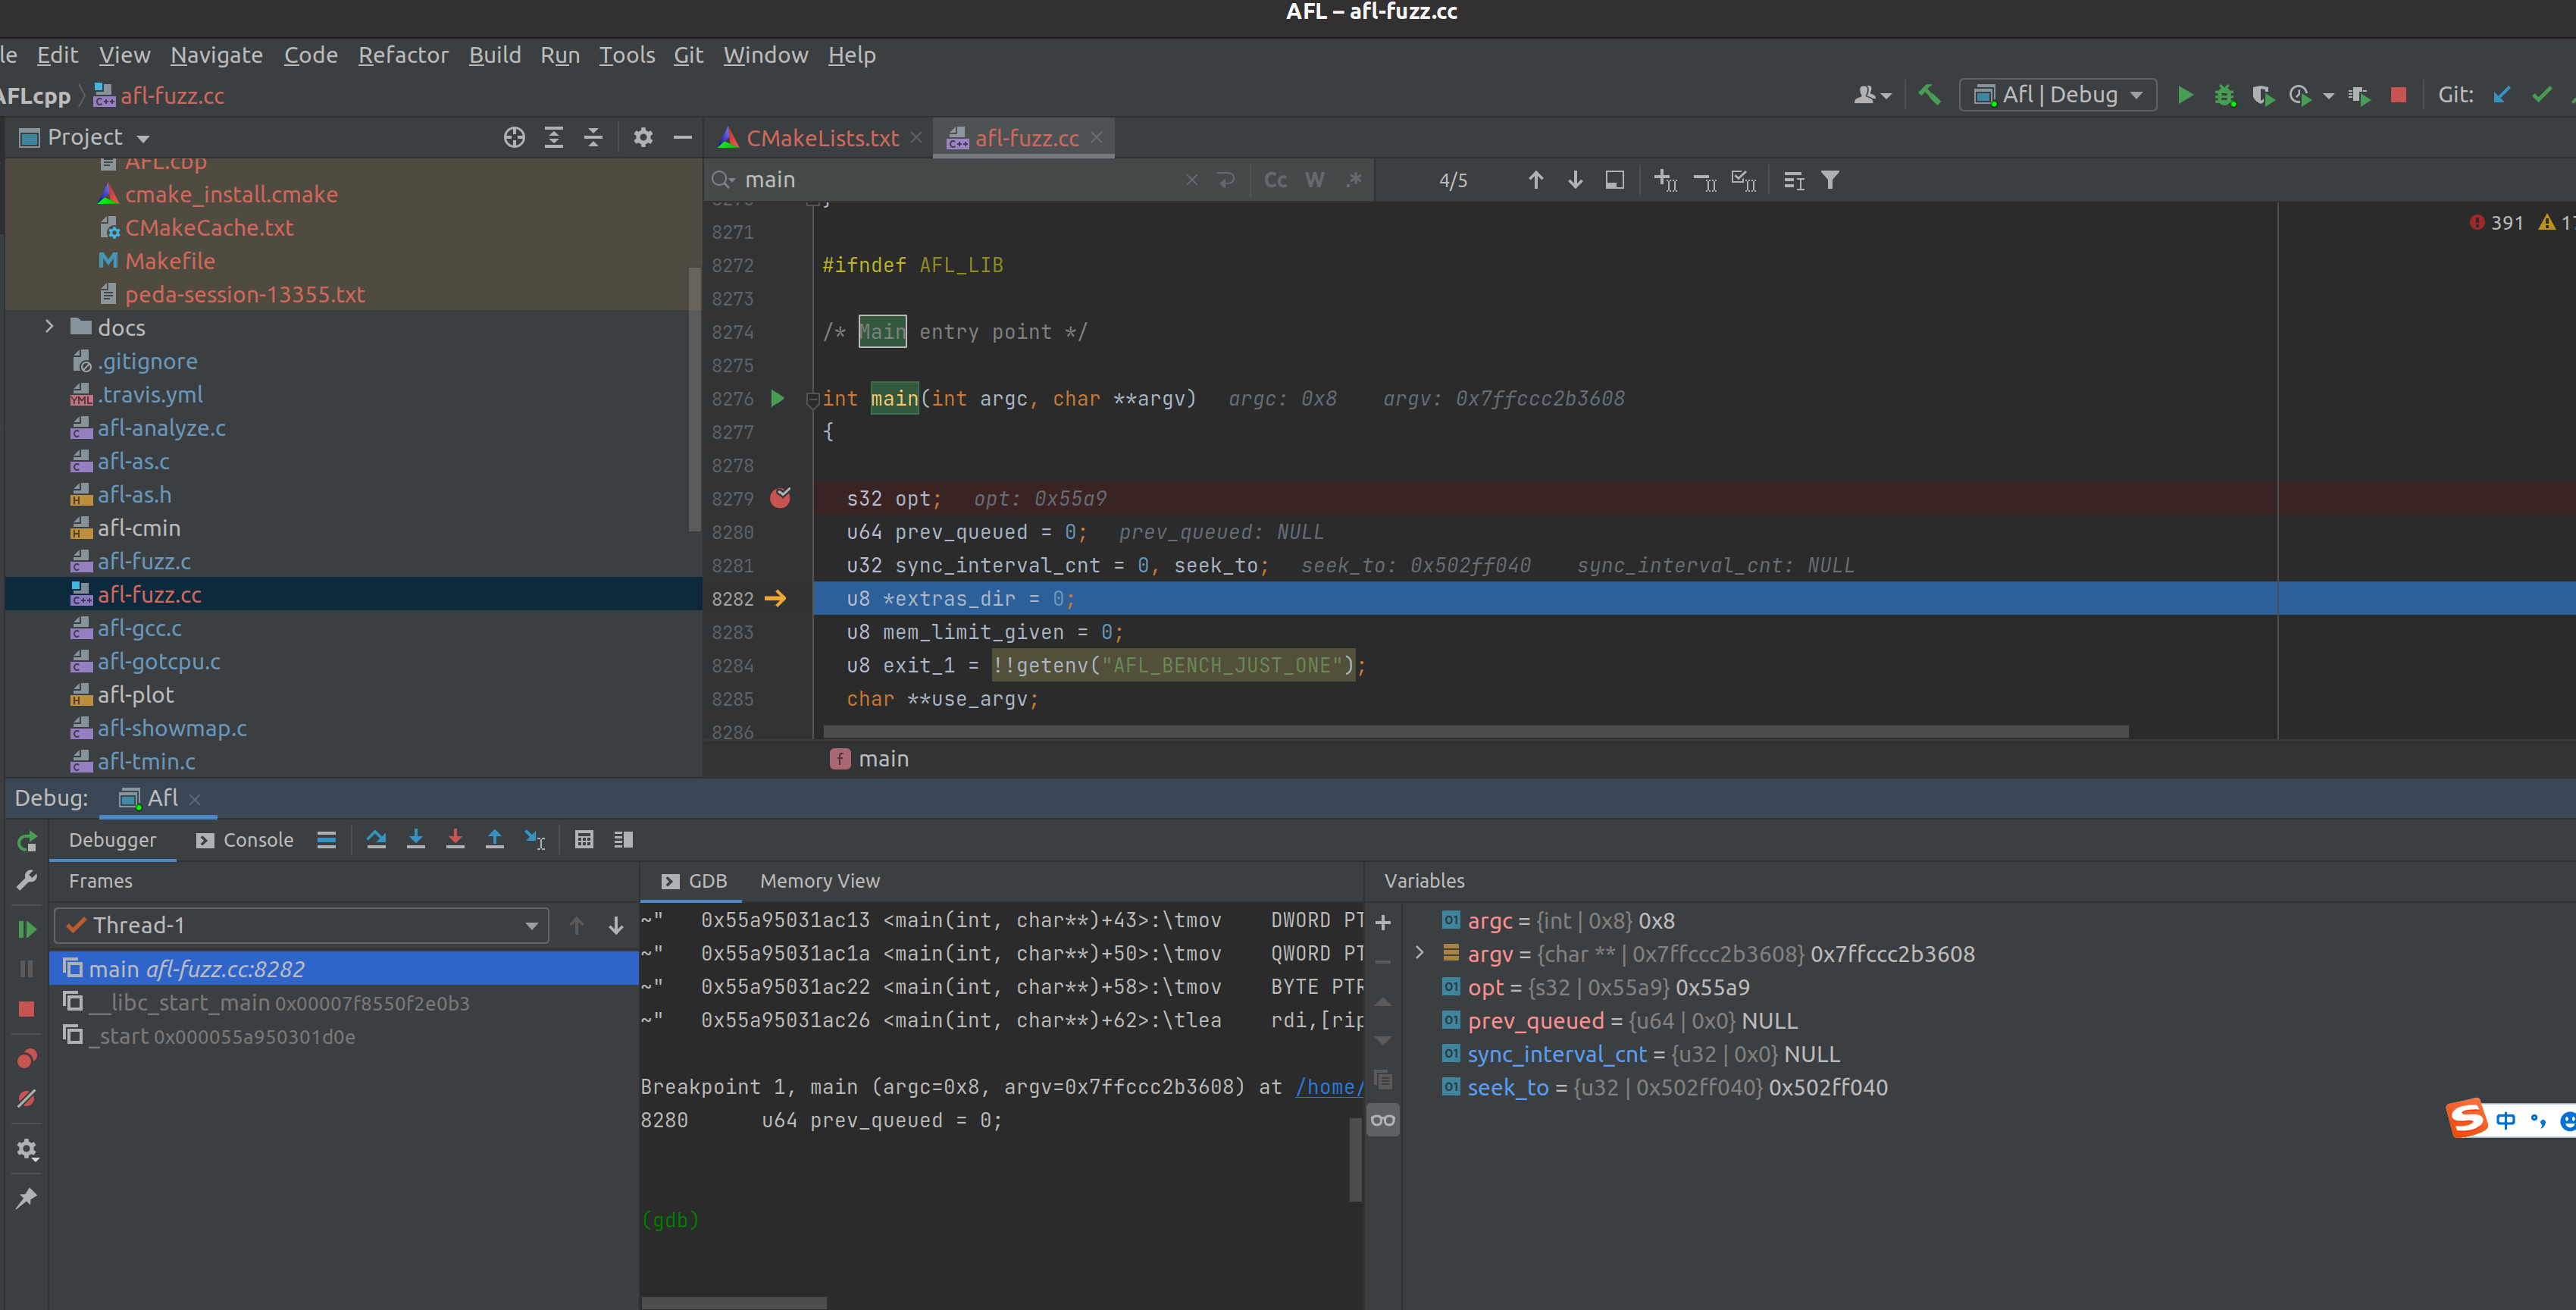 AFL – afl-fuzz.cc
le Edit View Navigate Code Refactor Build Run Tools Git Window Help
AFLcpp afl-fuzz.cc
Afl | Debug
Git:
Project
AFL.cbp
cmake_install.cmake
CMakeCache.txt
Makefile
peda-session-13355.txt
docs
.gitignore
.travis.yml
afl-analyze.c
afl-as.c
afl-as.h
afl-cmin
afl-fuzz.c
afl-fuzz.cc
afl-gcc.c
afl-gotcpu.c
afl-plot
afl-showmap.c
afl-tmin.c
CMakeLists.txt afl-fuzz.cc
main Cc W .* 4/5
391 17
8271
8272 #ifndef AFL_LIB
8273
8274 /* Main entry point */
8275
8276 int main(int argc, char **argv) argc: 0x8 argv: 0x7ffccc2b3608
8277 {
8278
8279 s32 opt; opt: 0x55a9
8280 u64 prev_queued = 0; prev_queued: NULL
8281 u32 sync_interval_cnt = 0, seek_to; seek_to: 0x502ff040 sync_interval_cnt: NULL
8282 u8 *extras_dir = 0;
8283 u8 mem_limit_given = 0;
8284 u8 exit_1 = !!getenv("AFL_BENCH_JUST_ONE");
8285 char **use_argv;
8286
f main
Debug: Afl
Debugger Console
Frames
Thread-1
main afl-fuzz.cc:8282
__libc_start_main 0x00007f8550f2e0b3
_start 0x000055a950301d0e
GDB Memory View
~" 0x55a95031ac13 <main(int, char**)+43>:\tmov DWORD PT
~" 0x55a95031ac1a <main(int, char**)+50>:\tmov QWORD PT
~" 0x55a95031ac22 <main(int, char**)+58>:\tmov BYTE PTR
~" 0x55a95031ac26 <main(int, char**)+62>:\tlea rdi,[rip
Breakpoint 1, main (argc=0x8, argv=0x7ffccc2b3608) at /home/
8280 u64 prev_queued = 0;
(gdb)
Variables
argc = {int | 0x8} 0x8
argv = {char ** | 0x7ffccc2b3608} 0x7ffccc2b3608
opt = {s32 | 0x55a9} 0x55a9
prev_queued = {u64 | 0x0} NULL
sync_interval_cnt = {u32 | 0x0} NULL
seek_to = {u32 | 0x502ff040} 0x502ff040
S 中 °,